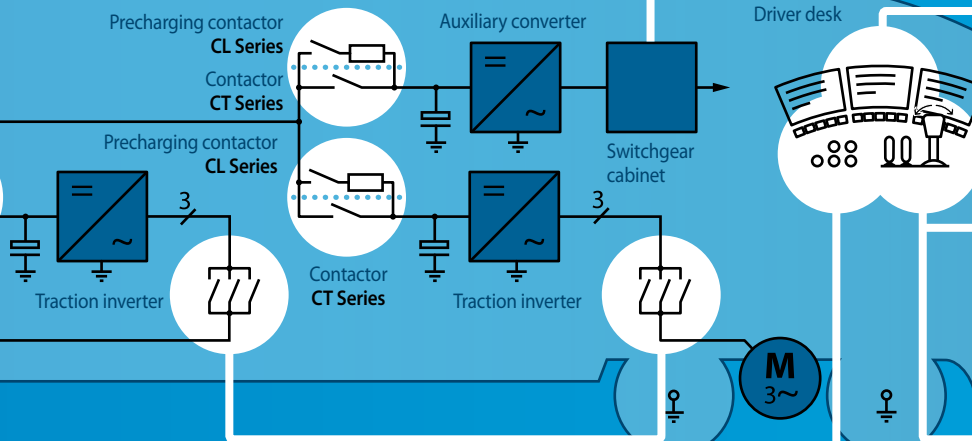 Precharging contactor
CL Series
Contactor
CT Series
Auxiliary converter
Driver desk
Precharging contactor
CL Series
Switchgear
cabinet
3
3
Traction inverter
Contactor
CT Series
Traction inverter
M
3~